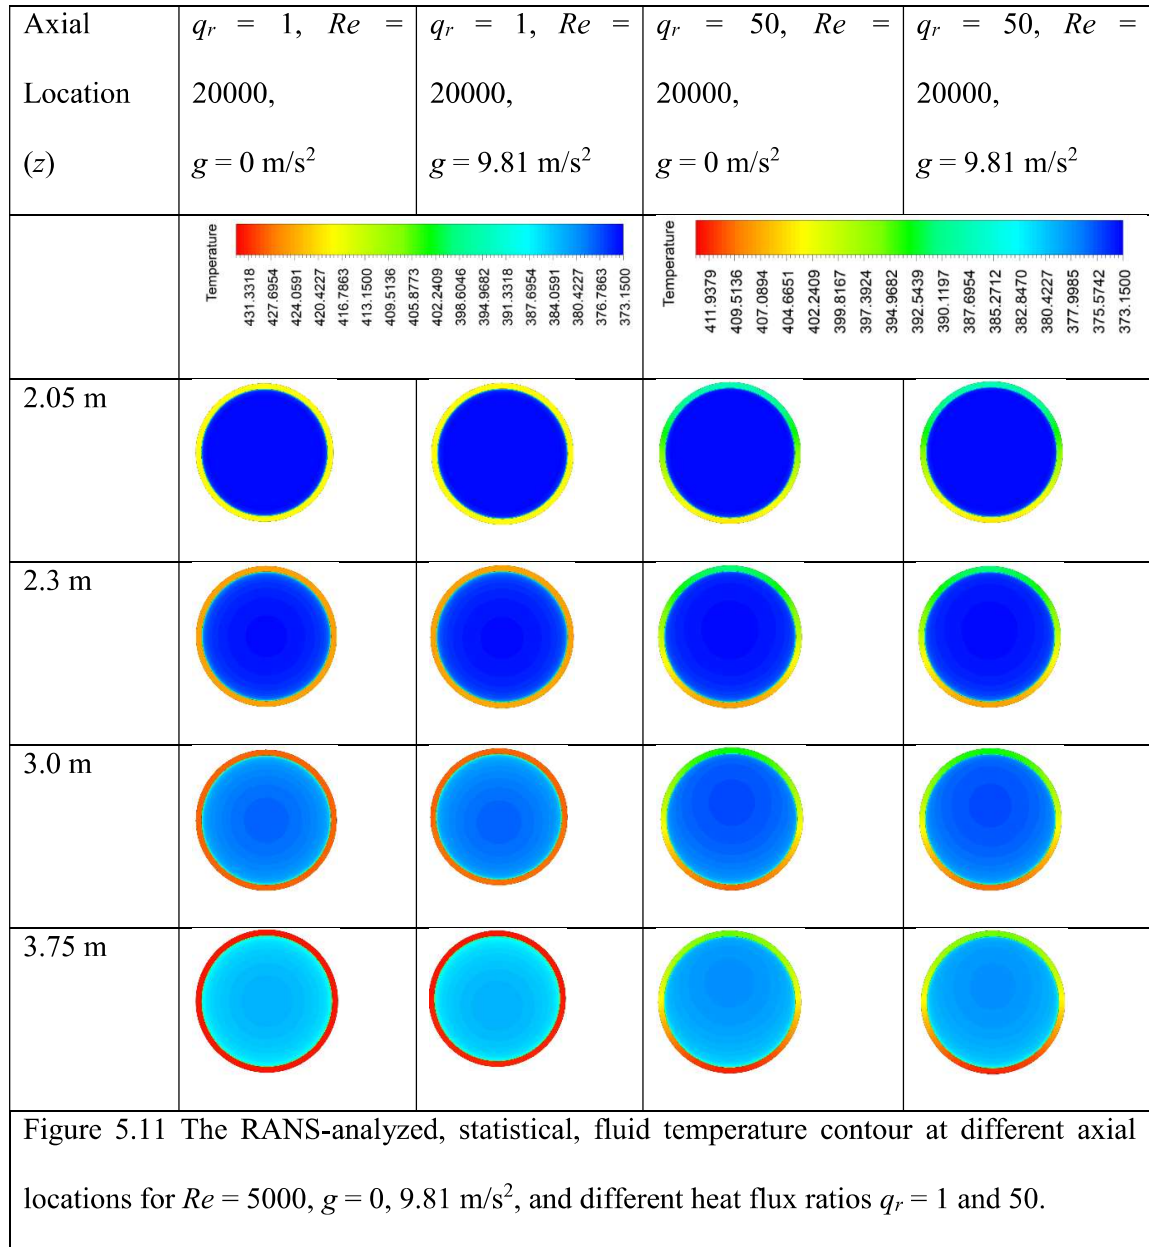 Axial
Location
(z)
qr = 1, Re =
20000,
g = 0 m/s²
qr = 1, Re =
20000,
g = 9.81 m/s²
qr = 50, Re =
20000,
g = 0 m/s²
qr = 50, Re =
20000,
g = 9.81 m/s²
Temperature
431.3318
427.6954
424.0591
420.4227
416.7863
413.1500
409.5136
405.8773
402.2409
398.6046
394.9682
391.3318
387.6954
384.0591
380.4227
376.7863
373.1500
Temperature
411.9379
409.5136
407.0894
404.6651
402.2409
399.8167
397.3924
394.9682
392.5439
390.1197
387.6954
385.2712
382.8470
380.4227
377.9985
375.5742
373.1500
2.05 m
2.3 m
3.0 m
3.75 m
Figure 5.11 The RANS-analyzed, statistical, fluid temperature contour at different axial
locations for Re = 5000, g = 0, 9.81 m/s², and different heat flux ratios qr = 1 and 50.